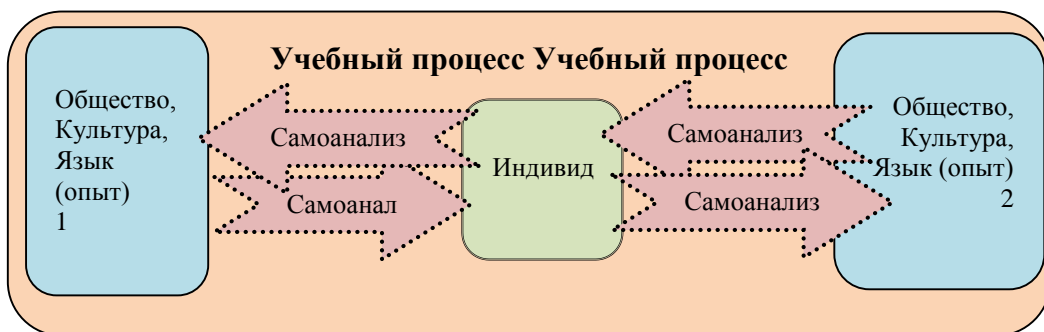 Учебный процесс Учебный процесс
Общество,
Культура,
Язык
(опыт)
1
Самоанализ
Самоанал
Индивид
Самоанализ
Самоанализ
Общество,
Культура,
Язык (опыт)
2